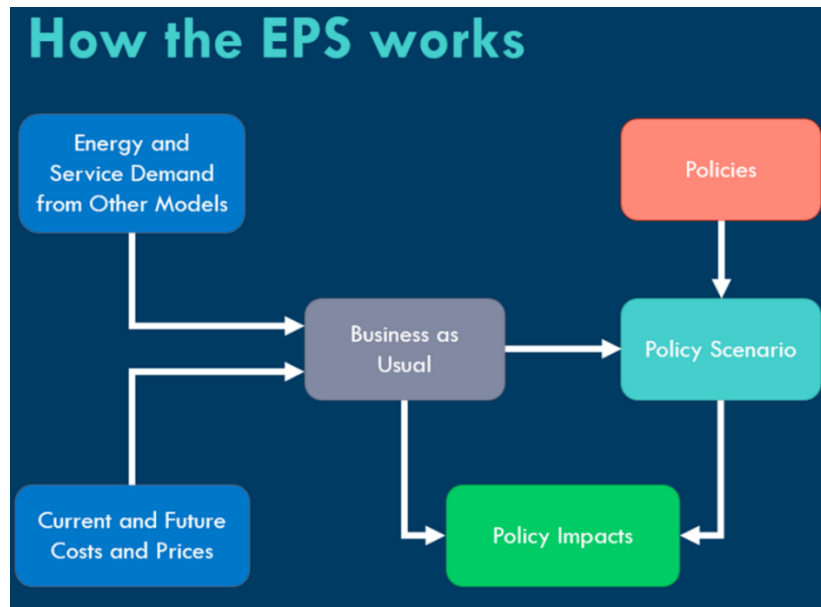 How the EPS works
Energy and
Service Demand
from Other Models
Policies
Business as
Usual
Policy Scenario
Current and Future
Costs and Prices
Policy Impacts